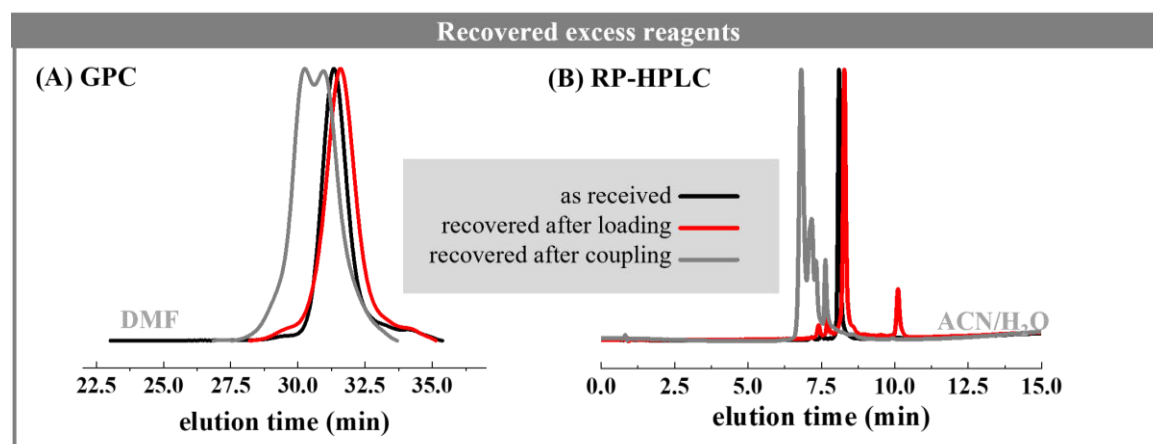 Recovered excess reagents
(A) GPC
(B) RP-HPLC
as received
recovered after loading
recovered after coupling
DMF
ACN/H₂O
22.5 25.0 27.5 30.0 32.5 35.0
0.0 2.5 5.0 7.5 10.0 12.5 15.0
elution time (min)
elution time (min)